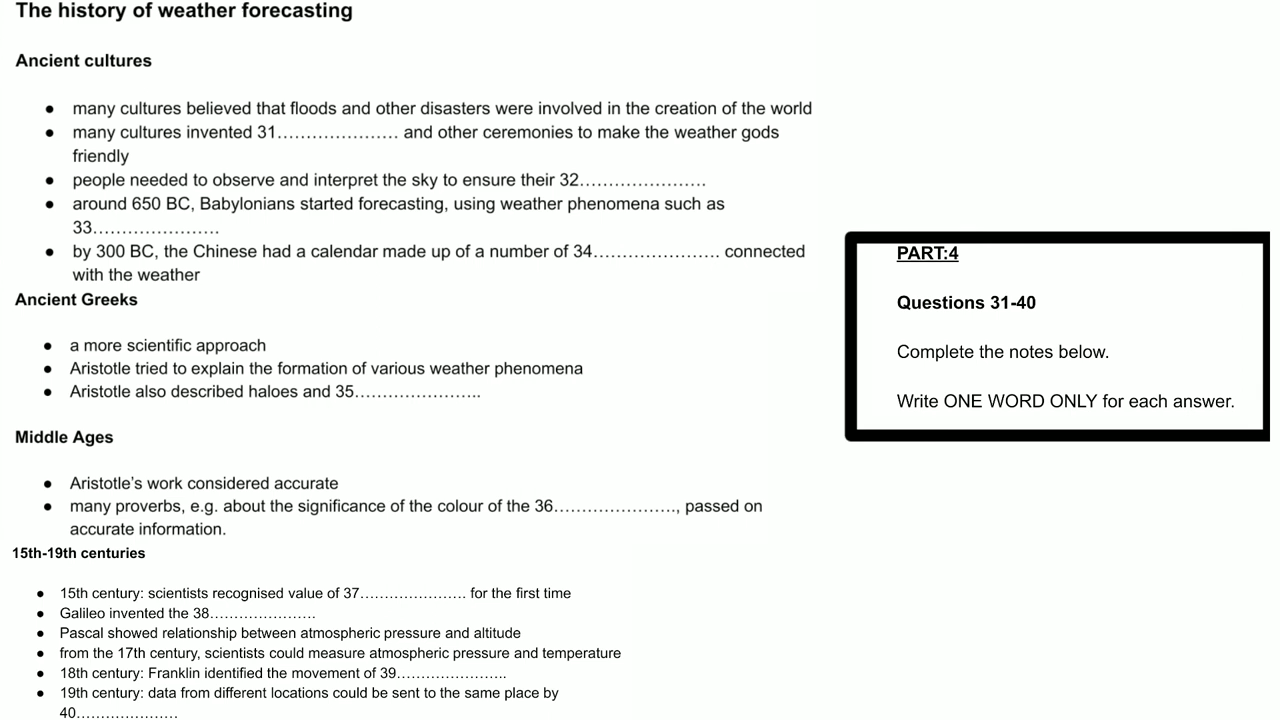 The history of weather forecasting
Ancient cultures
● many cultures believed that floods and other disasters were involved in the creation of the world
● many cultures invented 31………………… and other ceremonies to make the weather gods
friendly
● people needed to observe and interpret the sky to ensure their 32………………….
● around 650 BC, Babylonians started forecasting, using weather phenomena such as
33………………….
● by 300 BC, the Chinese had a calendar made up of a number of 34…………………. connected
with the weather
Ancient Greeks
● a more scientific approach
● Aristotle tried to explain the formation of various weather phenomena
● Aristotle also described haloes and 35…………………..
Middle Ages
● Aristotle’s work considered accurate
● many proverbs, e.g. about the significance of the colour of the 36…………………., passed on
accurate information.
15th-19th centuries
● 15th century: scientists recognised value of 37…………………. for the first time
● Galileo invented the 38………………….
● Pascal showed relationship between atmospheric pressure and altitude
● from the 17th century, scientists could measure atmospheric pressure and temperature
● 18th century: Franklin identified the movement of 39…………………..
● 19th century: data from different locations could be sent to the same place by
40…………………
PART:4
Questions 31-40
Complete the notes below.
Write ONE WORD ONLY for each answer.